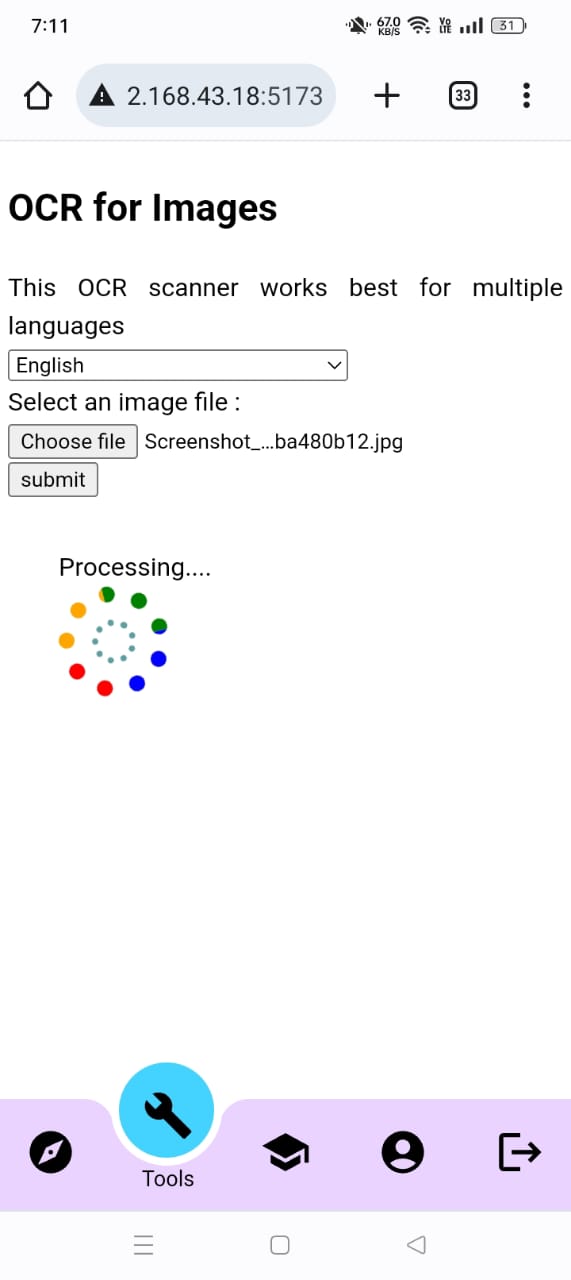 7:11
67.0 KB/S
Vo LTE
31
2.168.43.18:5173
33
OCR for Images
This OCR scanner works best for multiple
languages
English
Select an image file :
Choose file Screenshot_...ba480b12.jpg
submit
Processing....
Tools